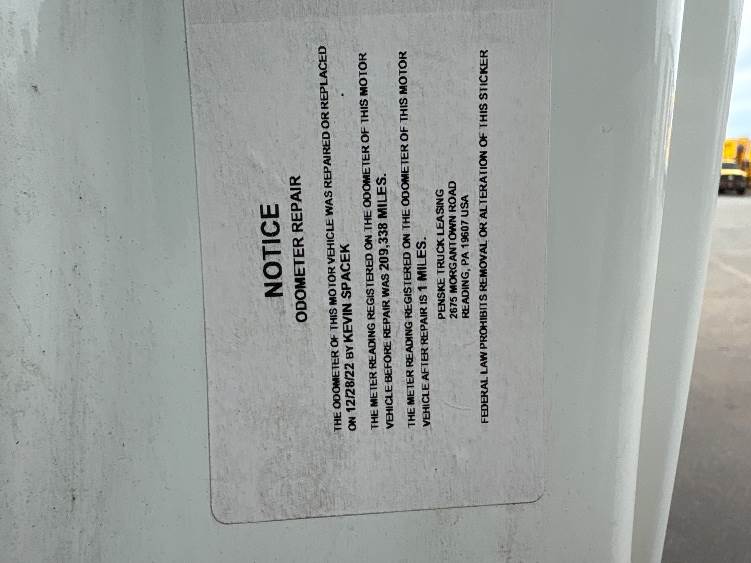 NOTICE
ODOMETER REPAIR
THE ODOMETER OF THIS MOTOR VEHICLE WAS REPAIRED OR REPLACED
ON 12/28/22 BY KEVIN SPACEK
THE METER READING REGISTERED ON THE ODOMETER OF THIS MOTOR
VEHICLE BEFORE REPAIR WAS 209,338 MILES.
THE METER READING REGISTERED ON THE ODOMETER OF THIS MOTOR
VEHICLE AFTER REPAIR IS 1 MILES.
PENSKE TRUCK LEASING
2675 MORGANTOWN ROAD
READING, PA 19607 USA
FEDERAL LAW PROHIBITS REMOVAL OR ALTERATION OF THIS STICKER